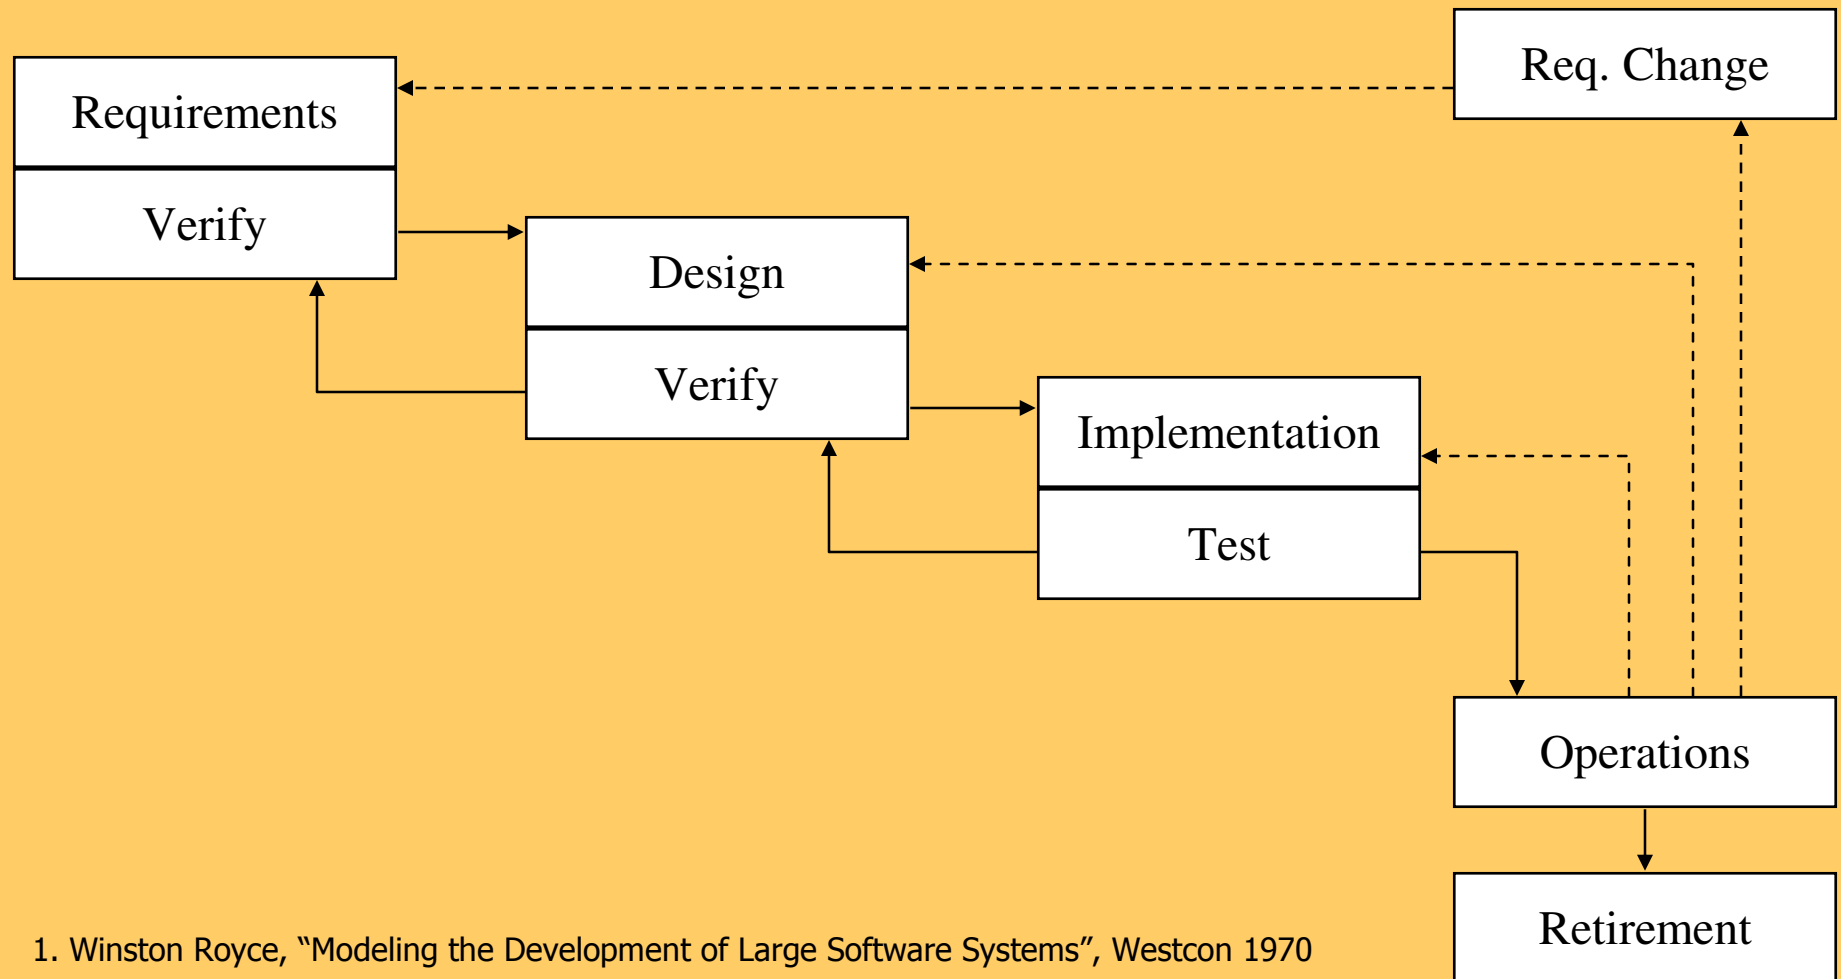 Req. Change
Requirements
Verify
Design
Verify
Implementation
Test
Operations
Retirement
1. Winston Royce, “Modeling the Development of Large Software Systems”, Westcon 1970